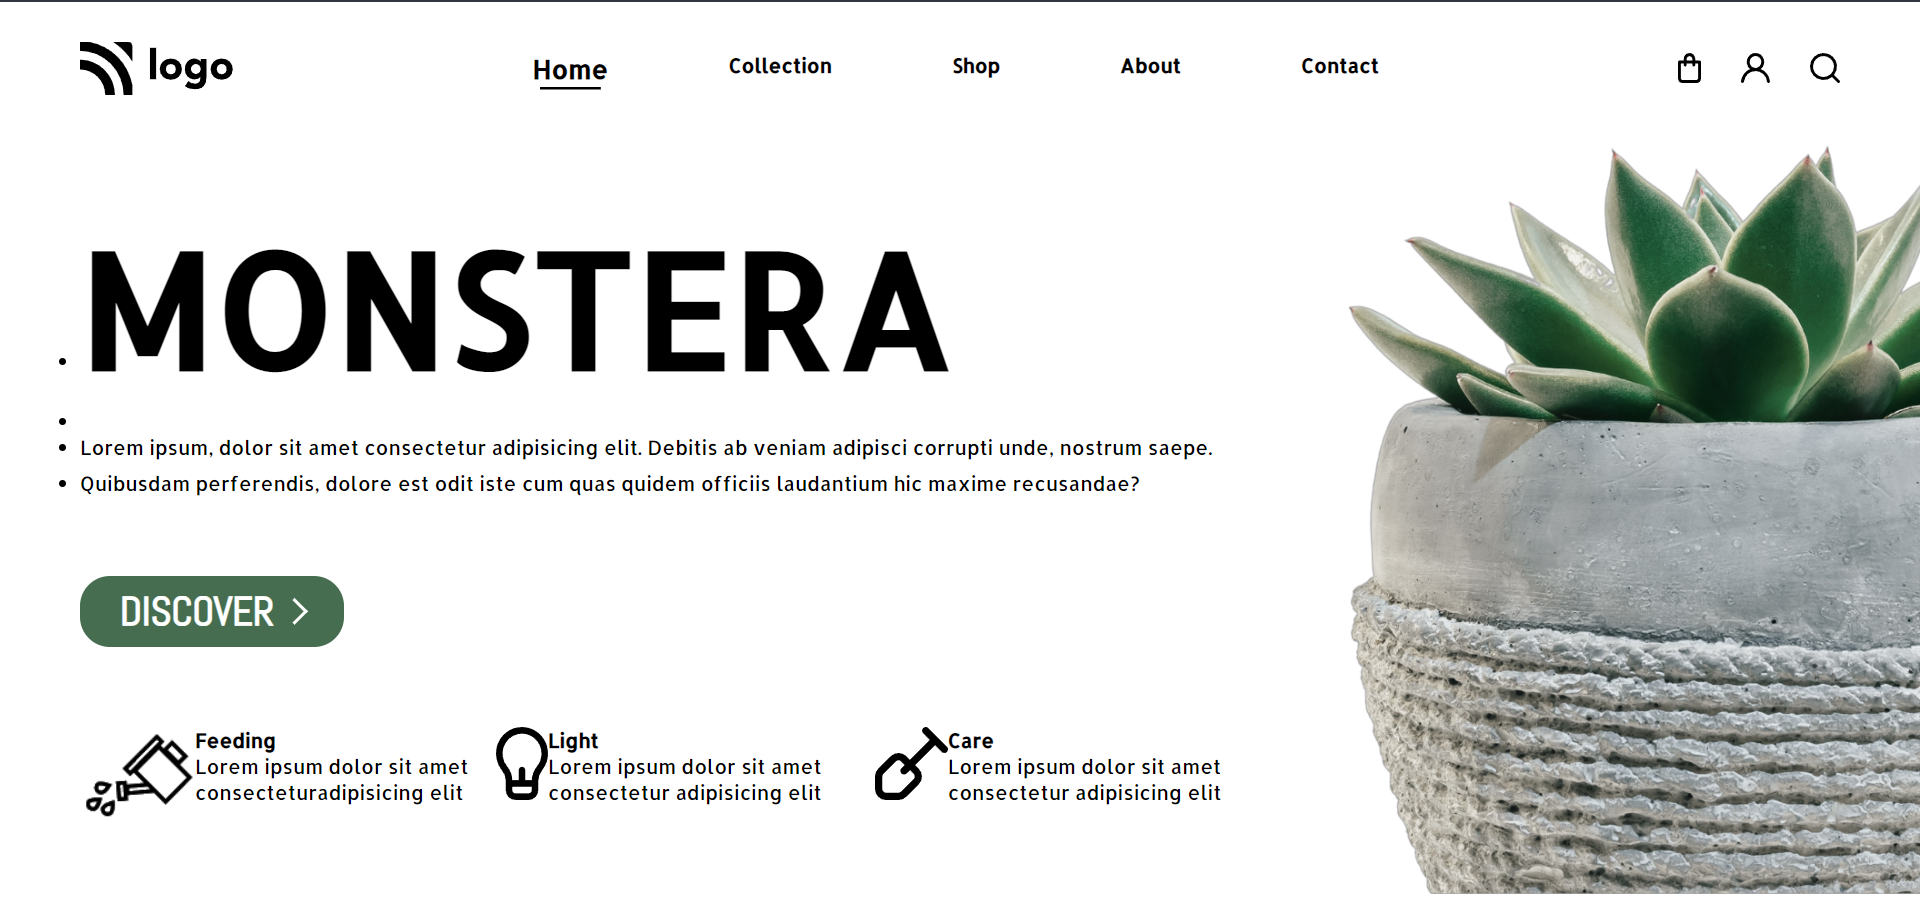 logo
Home
Collection
Shop
About
Contact
MONSTERA
Lorem ipsum, dolor sit amet consectetur adipisicing elit. Debitis ab veniam adipisci corrupti unde, nostrum saepe.
Quibusdam perferendis, dolore est odit iste cum quas quidem officiis laudantium hic maxime recusandae?
DISCOVER
Feeding
Lorem ipsum dolor sit amet
consecteturadipisicing elit
Light
Lorem ipsum dolor sit amet
consectetur adipisicing elit
Care
Lorem ipsum dolor sit amet
consectetur adipisicing elit